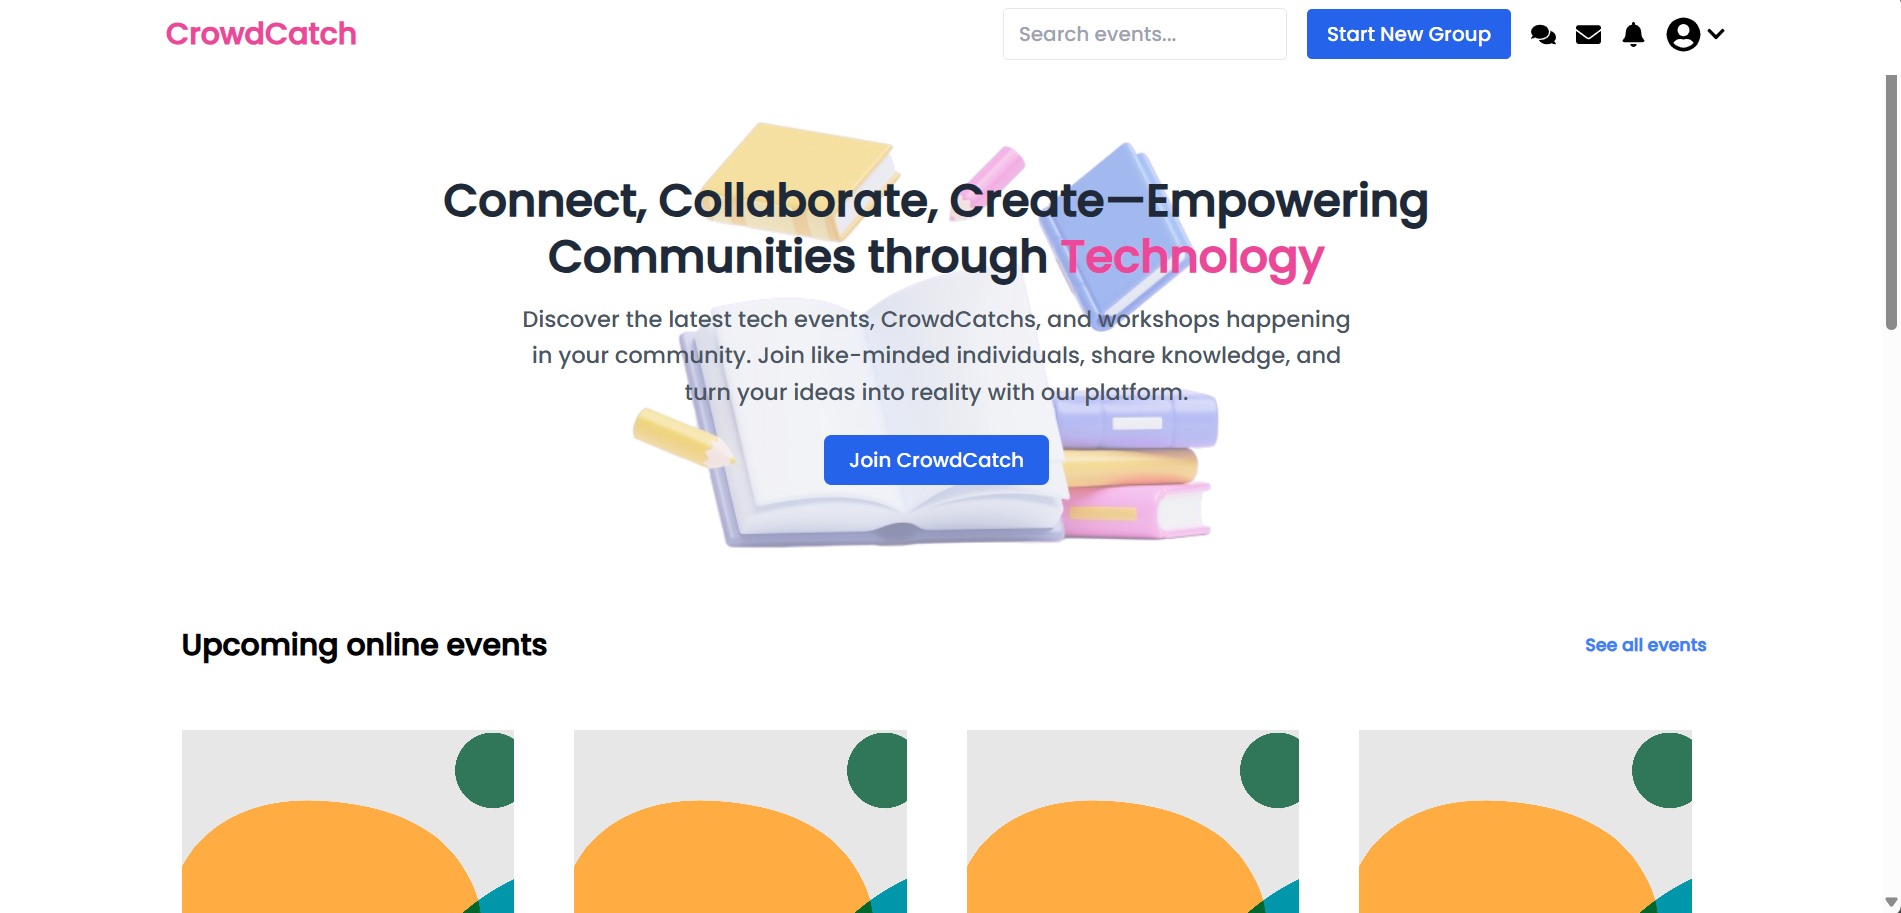 CrowdCatch
Search events...
Start New Group
Connect, Collaborate, Create—Empowering
Communities through Technology
Discover the latest tech events, CrowdCatchs, and workshops happening
in your community. Join like-minded individuals, share knowledge, and
turn your ideas into reality with our platform.
Join CrowdCatch
Upcoming online events
See all events